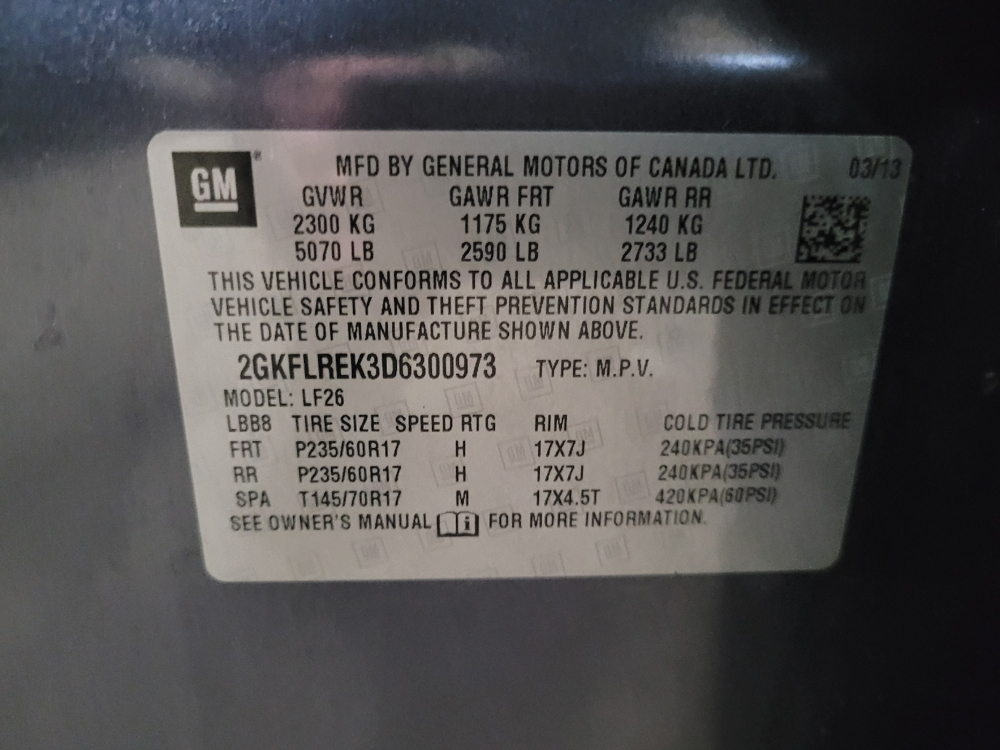 GM® MFD BY GENERAL MOTORS OF CANADA LTD. 03/13
GVWR GAWR FRT GAWR RR
2300 KG 1175 KG 1240 KG
5070 LB 2590 LB 2733 LB
THIS VEHICLE CONFORMS TO ALL APPLICABLE U.S. FEDERAL MOTOR
VEHICLE SAFETY AND THEFT PREVENTION STANDARDS IN EFFECT ON
THE DATE OF MANUFACTURE SHOWN ABOVE.
2GKFLREK3D6300973 TYPE: M.P.V.
MODEL: LF26
LBB8 TIRE SIZE SPEED RTG RIM COLD TIRE PRESSURE
FRT P235/60R17 H 17X7J 240KPA(35PSI)
RR P235/60R17 H 17X7J 240KPA(35PSI)
SPA T145/70R17 M 17X4.5T 420KPA(60PSI)
SEE OWNER'S MANUAL i FOR MORE INFORMATION.